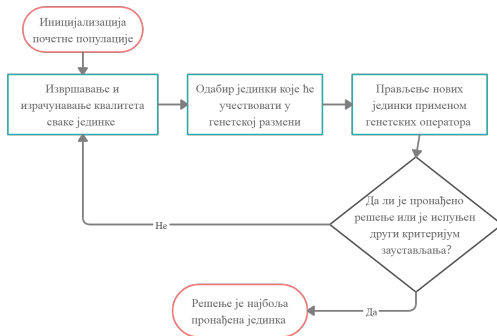 Иницијализација
почетне популације
Извршавање и
израчунавање квалитета
сваке јединке
Одабир јединки које ће
учествовати у
генетској размени
Прављење нових
јединки применом
генетских оператора
Да ли је пронађено
решење или је испуњен
други критеријум
заустављања?
Не
Да
Решење је најбоља
пронађена јединка